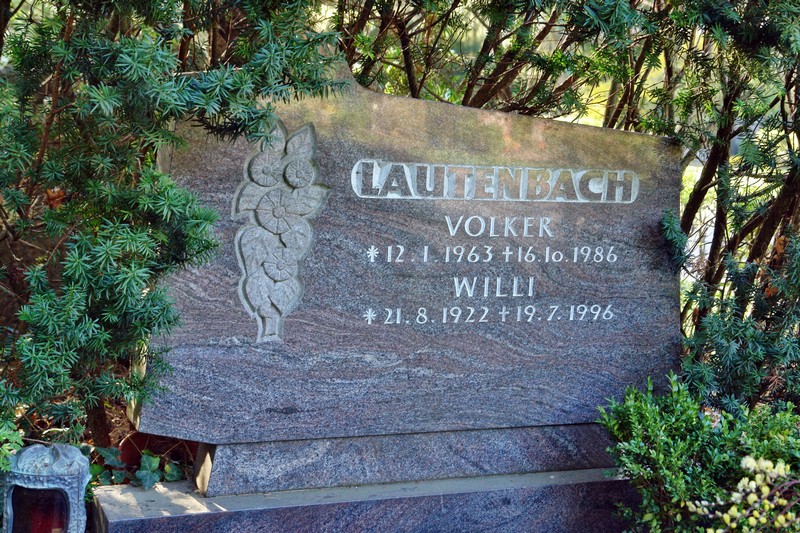 LAUTENBACH
VOLKER
* 12. 1. 1963 † 16. 10. 1986
WILLI
* 21. 8. 1922 † 19. 7. 1996